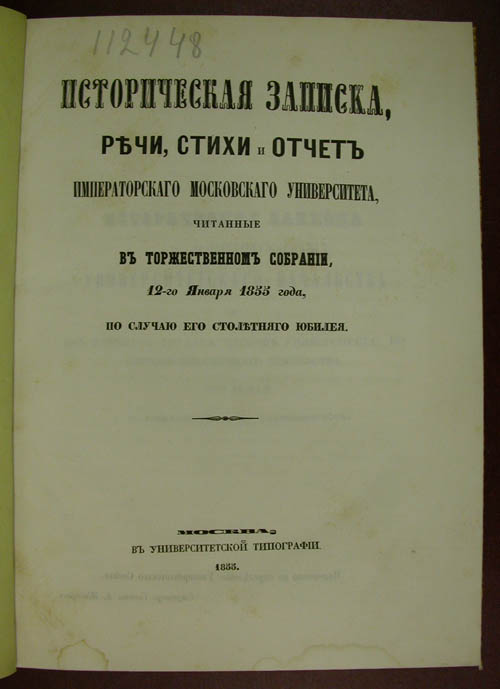 112448
ИСТОРИЧЕСКАЯ ЗАПИСКА,
РѢЧИ, СТИХИ и ОТЧЕТЪ
ИМПЕРАТОРСКАГО МОСКОВСКАГО УНИВЕРСИТЕТА,
ЧИТАННЫЕ
ВЪ ТОРЖЕСТВЕННОМЪ СОБРАНІИ,
12-го Января 1855 года,
ПО СЛУЧАЮ ЕГО СТОЛѢТНЯГО ЮБИЛЕЯ.
МОСКВА,
ВЪ УНИВЕРСИТЕТСКОЙ ТИПОГРАФІИ.
1855.